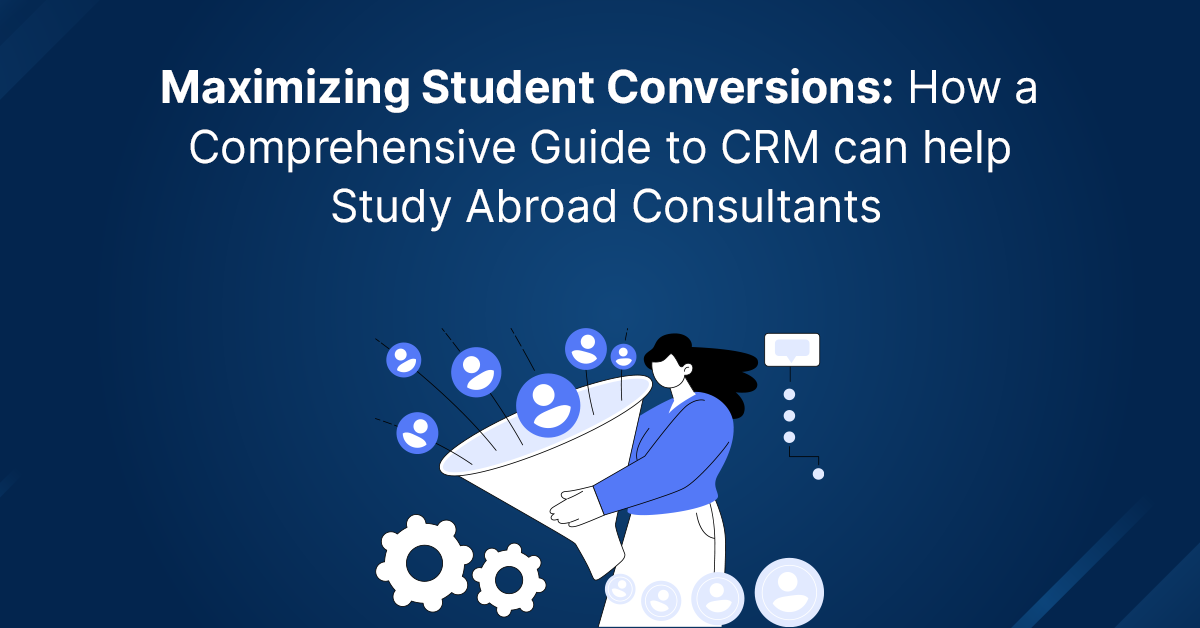 Maximizing Student Conversions: How a
Comprehensive Guide to CRM can help
Study Abroad Consultants